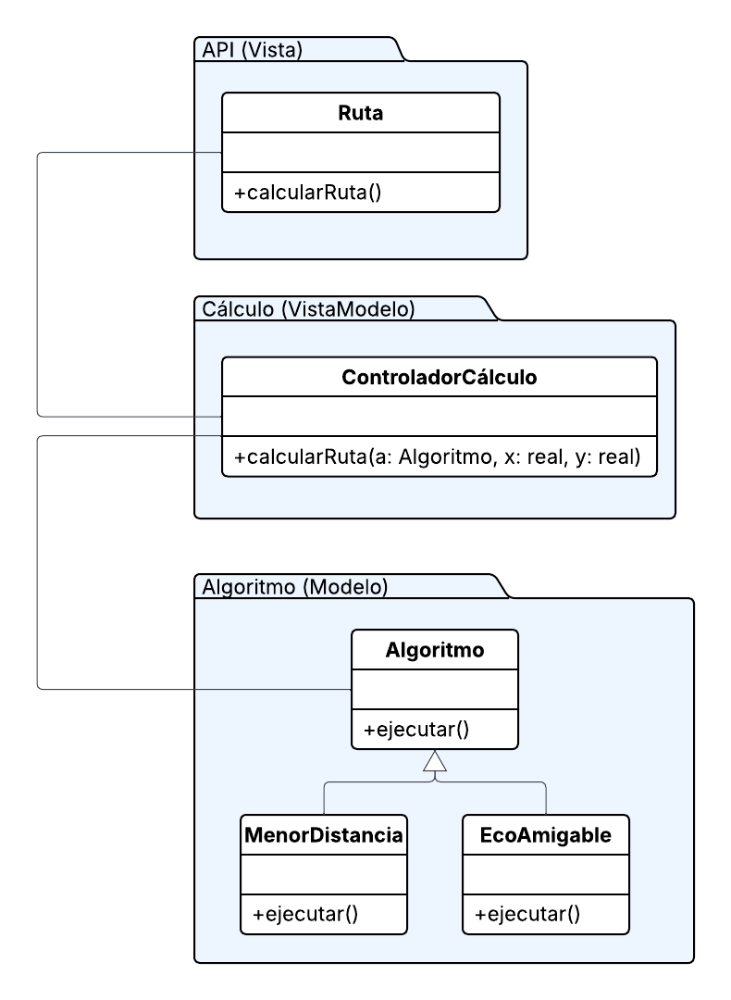 API (Vista)
Ruta
+calcularRuta()
Cálculo (VistaModelo)
ControladorCálculo
+calcularRuta(a: Algoritmo, x: real, y: real)
Algoritmo (Modelo)
Algoritmo
+ejecutar()
MenorDistancia
+ejecutar()
EcoAmigable
+ejecutar()